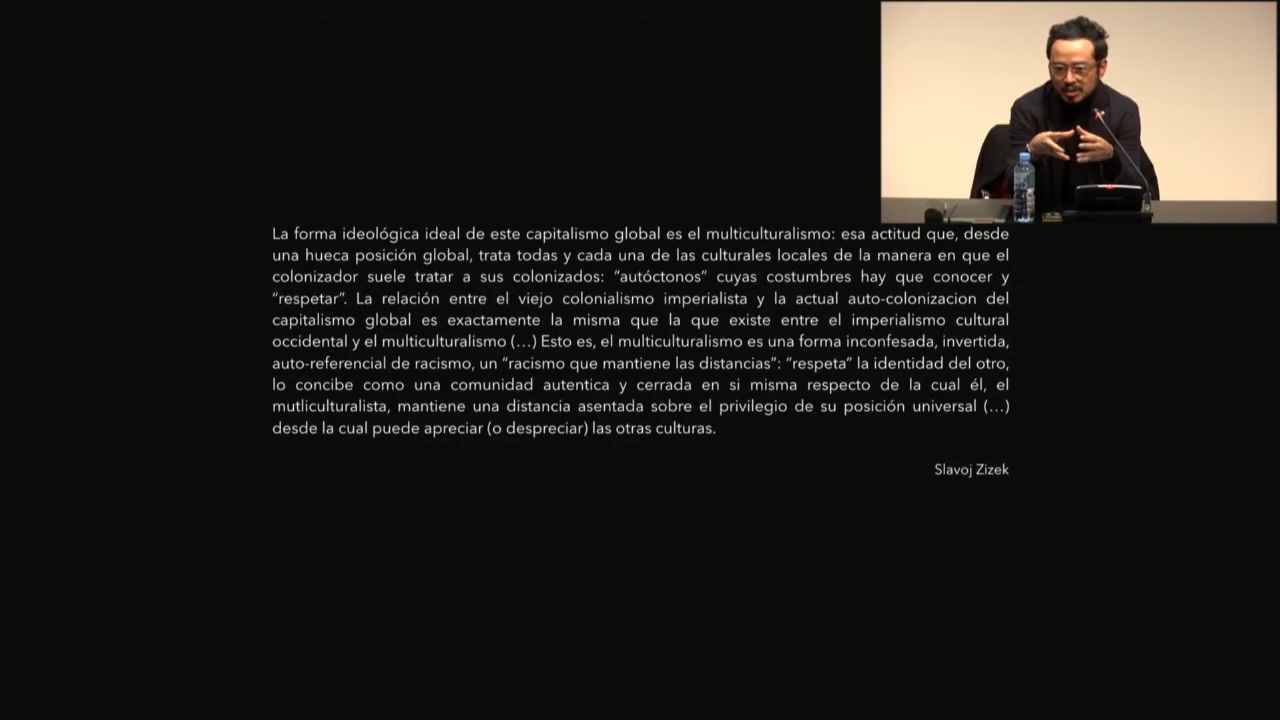 La forma ideológica ideal de este capitalismo global es el multiculturalismo: esa actitud que, desde
una hueca posición global, trata todas y cada una de las culturales locales de la manera en que el
colonizador suele tratar a sus colonizados: “autóctonos” cuyas costumbres hay que conocer y
“respetar”. La relación entre el viejo colonialismo imperialista y la actual auto-colonizacion del
capitalismo global es exactamente la misma que la que existe entre el imperialismo cultural
occidental y el multiculturalismo (…) Esto es, el multiculturalismo es una forma inconfesada, invertida,
auto-referencial de racismo, un “racismo que mantiene las distancias”: “respeta” la identidad del otro,
lo concibe como una comunidad autentica y cerrada en si misma respecto de la cual él, el
mutliculturalista, mantiene una distancia asentada sobre el privilegio de su posición universal (…)
desde la cual puede apreciar (o despreciar) las otras culturas.
Slavoj Zizek